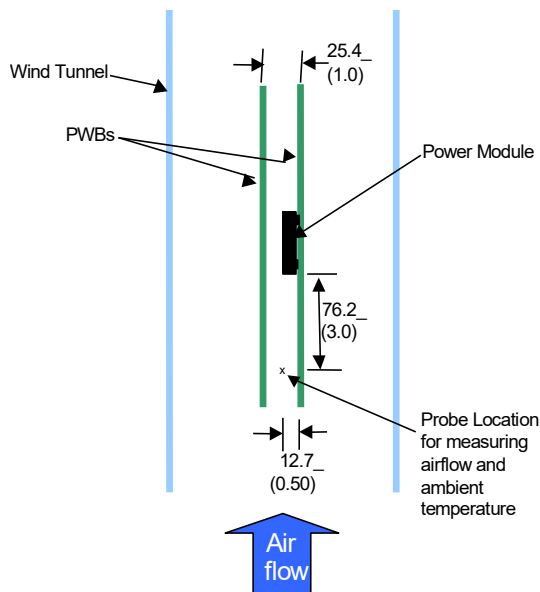 25.4_
(1.0)
Wind Tunnel
PWBs
Power Module
76.2_
(3.0)
x
Probe Location
for measuring
airflow and
ambient
temperature
12.7_
(0.50)
Air
flow